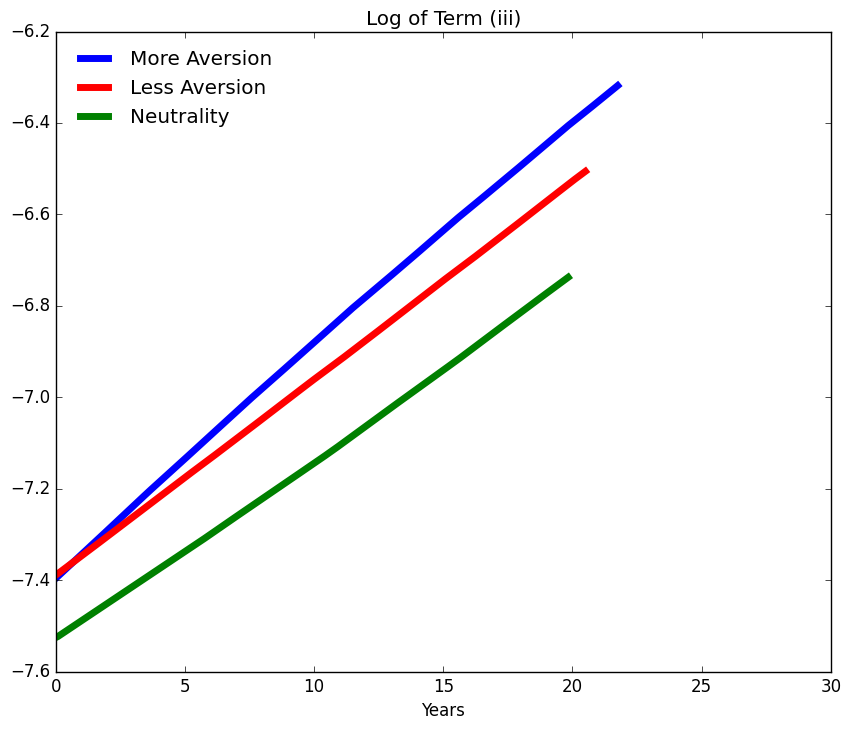 Log of Term (iii)
−6.2
More Aversion
Less Aversion
Neutrality
−6.4
−6.6
−6.8
−7.0
−7.2
−7.4
−7.6
0 5 10 15 20 25 30
Years